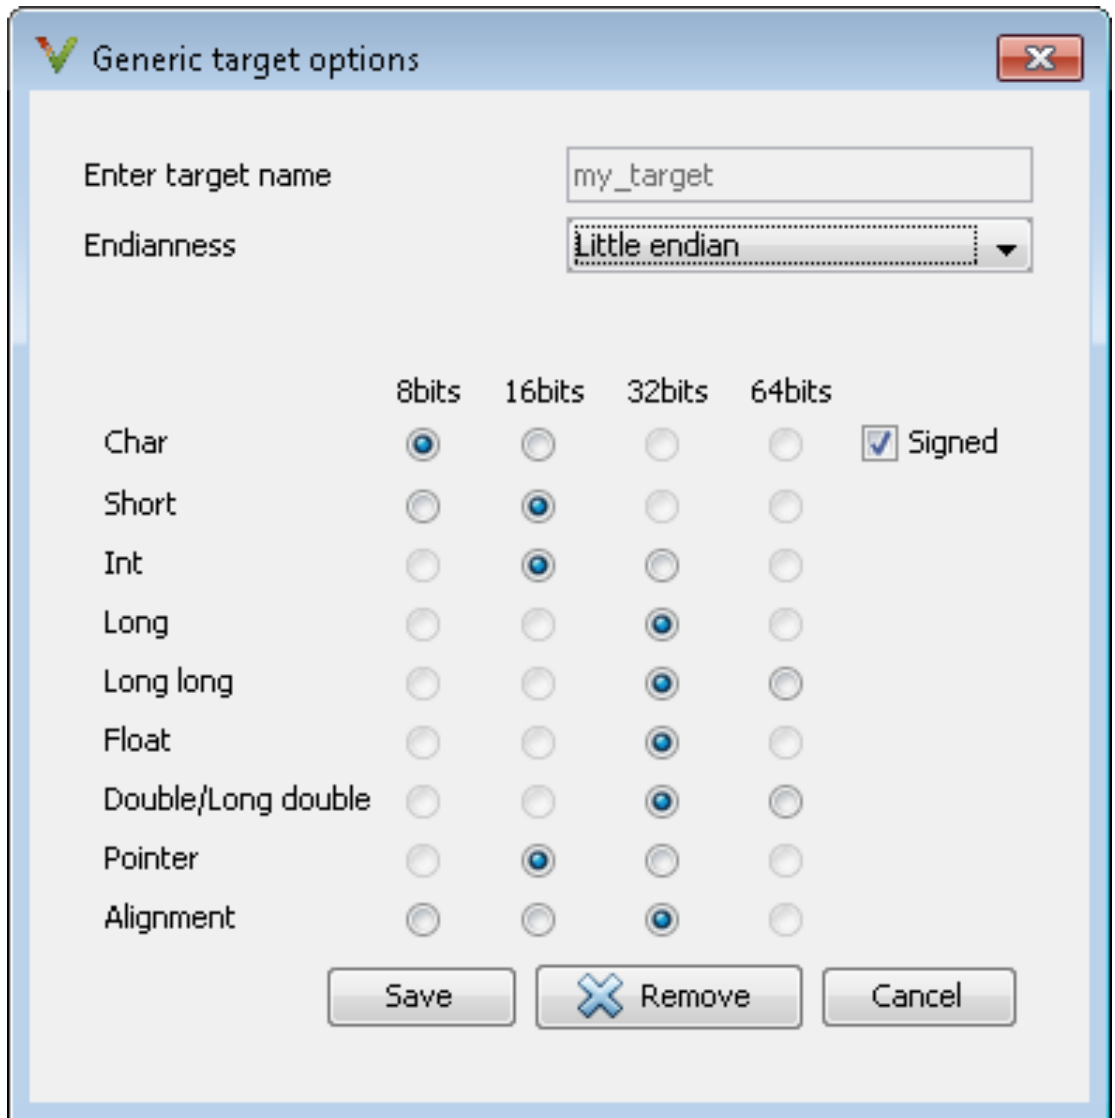 Generic target options
Enter target name my_target
Endianness Little endian
8bits 16bits 32bits 64bits
Char Signed
Short
Int
Long
Long long
Float
Double/Long double
Pointer
Alignment
Save Remove Cancel